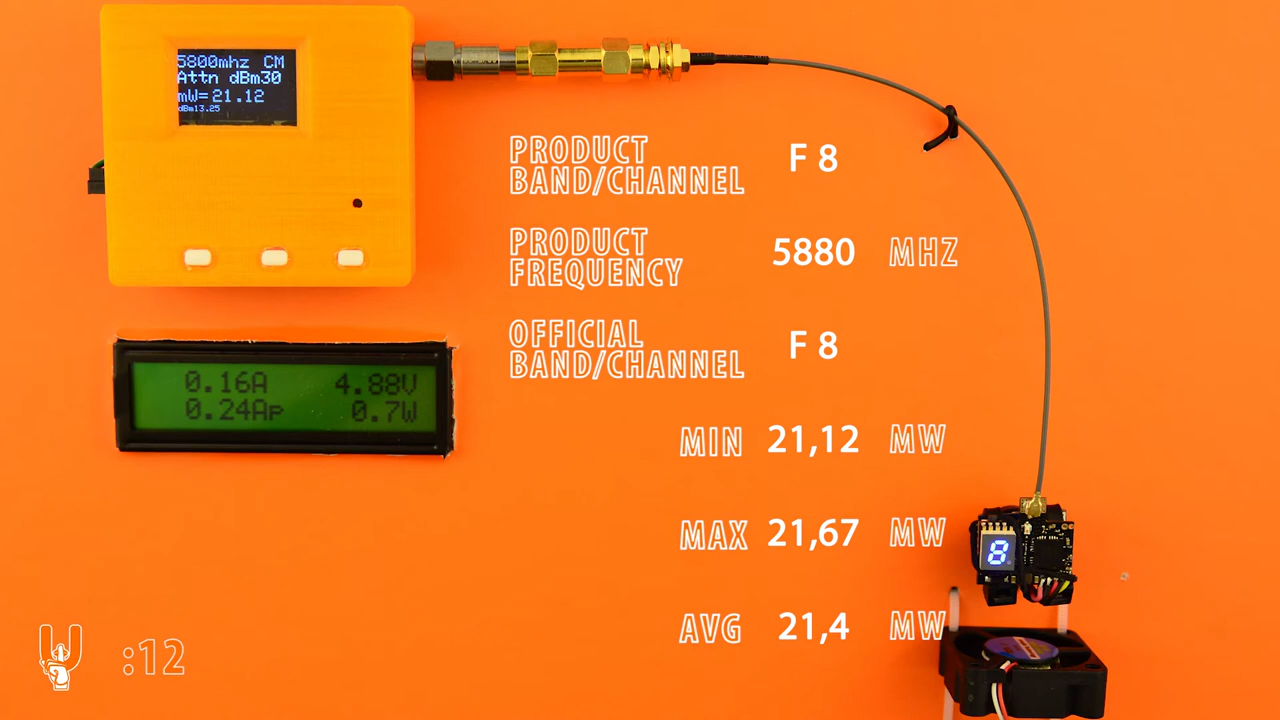 5800mhz CM
Attn dBm30
mW=21.12
dBm13.25
PRODUCT
BAND/CHANNEL
F 8
PRODUCT
FREQUENCY
5880 MHZ
OFFICIAL
BAND/CHANNEL
F 8
0.16A 4.88V
0.24Ap 0.7W
MIN 21,12 MW
MAX 21,67 MW
8
AVG 21,4 MW
:12